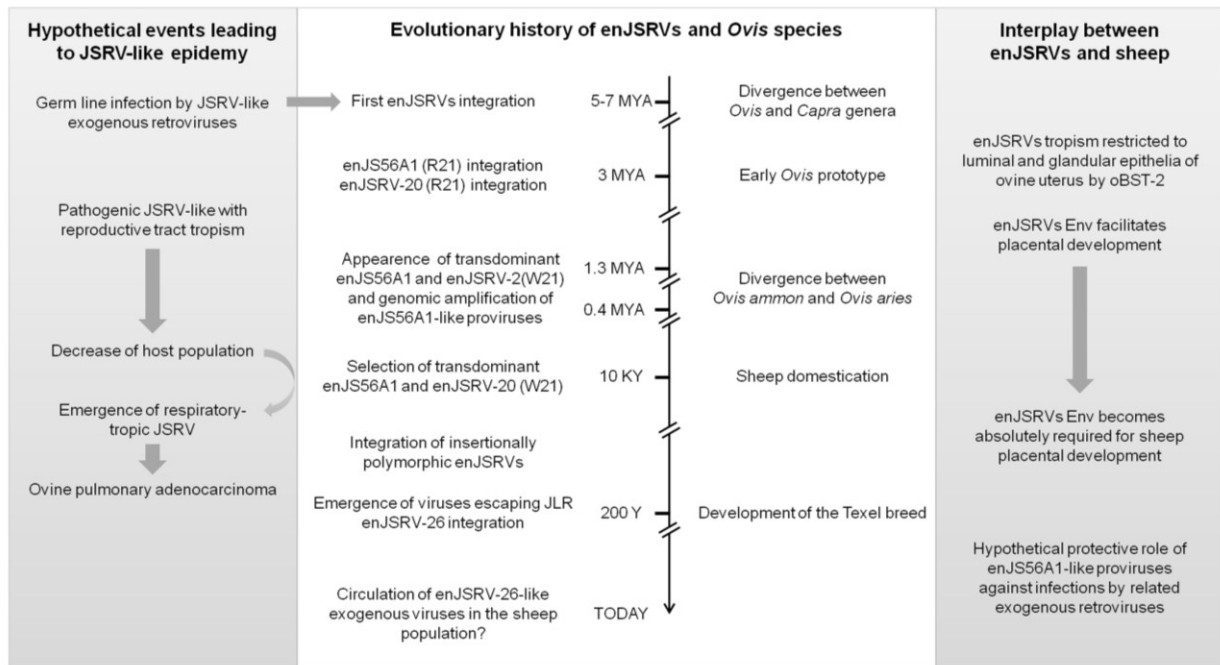 Hypothetical events leading
to JSRV-like epidemy
Germ line infection by JSRV-like
exogenous retroviruses
Pathogenic JSRV-like with
reproductive tract tropism
Decrease of host population
Emergence of respiratory-
tropic JSRV
Ovine pulmonary adenocarcinoma
Evolutionary history of enJSRVs and Ovis species
First enJSRVs integration
5-7 MYA
Divergence between
Ovis and Capra genera
enJS56A1 (R21) integration
enJSRV-20 (R21) integration
3 MYA
Early Ovis prototype
Appearence of transdominant
enJS56A1 and enJSRV-2(W21)
and genomic amplification of
enJS56A1-like proviruses
1.3 MYA
0.4 MYA
Divergence between
Ovis ammon and Ovis aries
Selection of transdominant
enJS56A1 and enJSRV-20 (W21)
10 KY
Sheep domestication
Integration of insertionally
polymorphic enJSRVs
Emergence of viruses escaping JLR
enJSRV-26 integration
200 Y
Development of the Texel breed
Circulation of enJSRV-26-like
exogenous viruses in the sheep
population?
TODAY
Interplay between
enJSRVs and sheep
enJSRVs tropism restricted to
luminal and glandular epithelia of
ovine uterus by oBST-2
enJSRVs Env facilitates
placental development
enJSRVs Env becomes
absolutely required for sheep
placental development
Hypothetical protective role of
enJS56A1-like proviruses
against infections by related
exogenous retroviruses